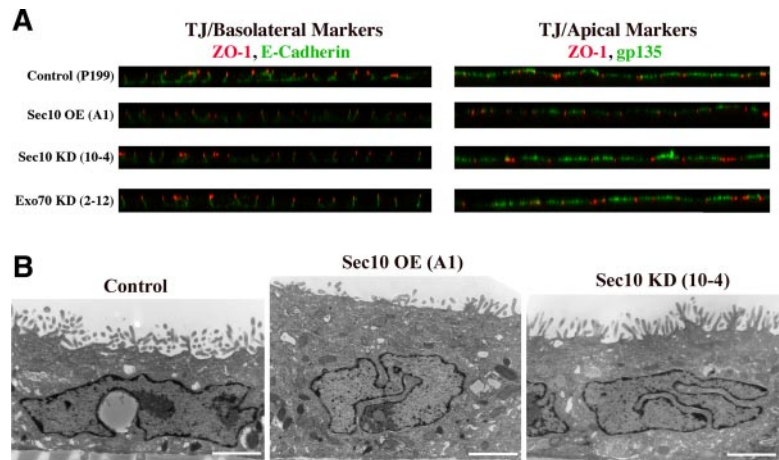 A
TJ/Basolateral Markers
ZO-1, E-Cadherin
TJ/Apical Markers
ZO-1, gp135
Control (P199)
Sec10 OE (A1)
Sec10 KD (10-4)
Exo70 KD (2-12)
B
Control
Sec10 OE (A1)
Sec10 KD (10-4)